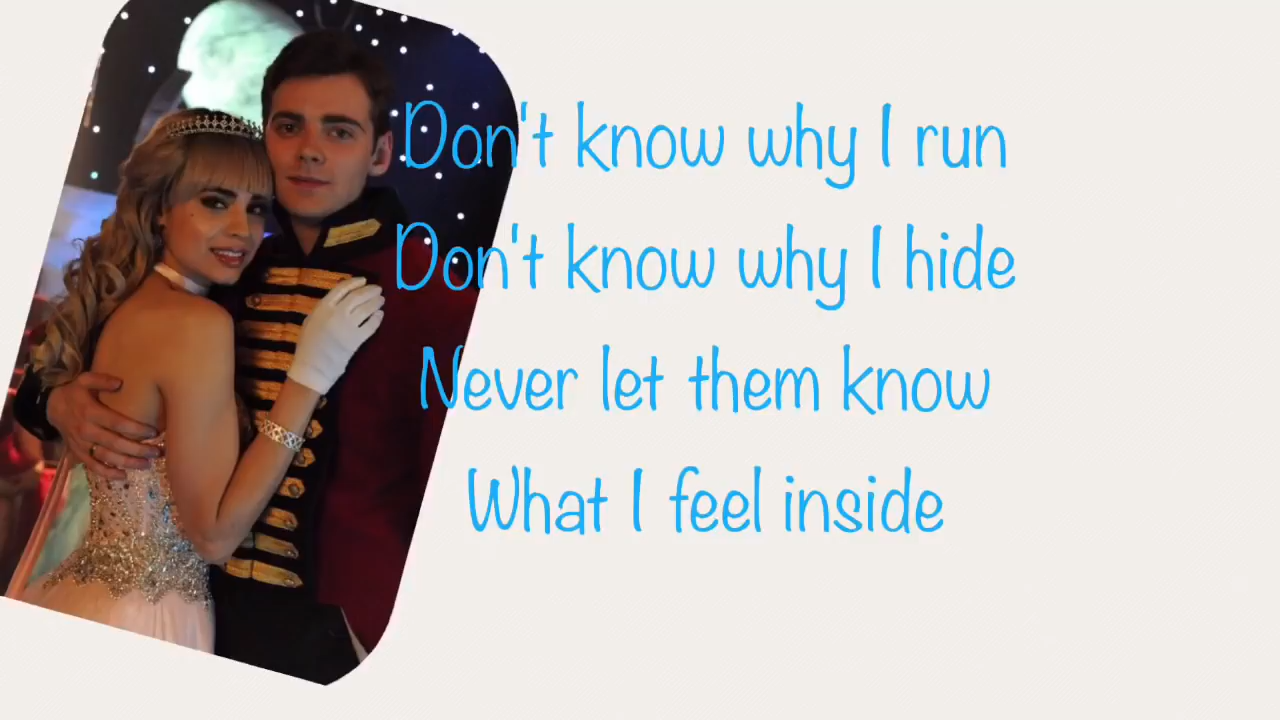 Don't know why I run
Don't know why I hide
Never let them know
What I feel inside